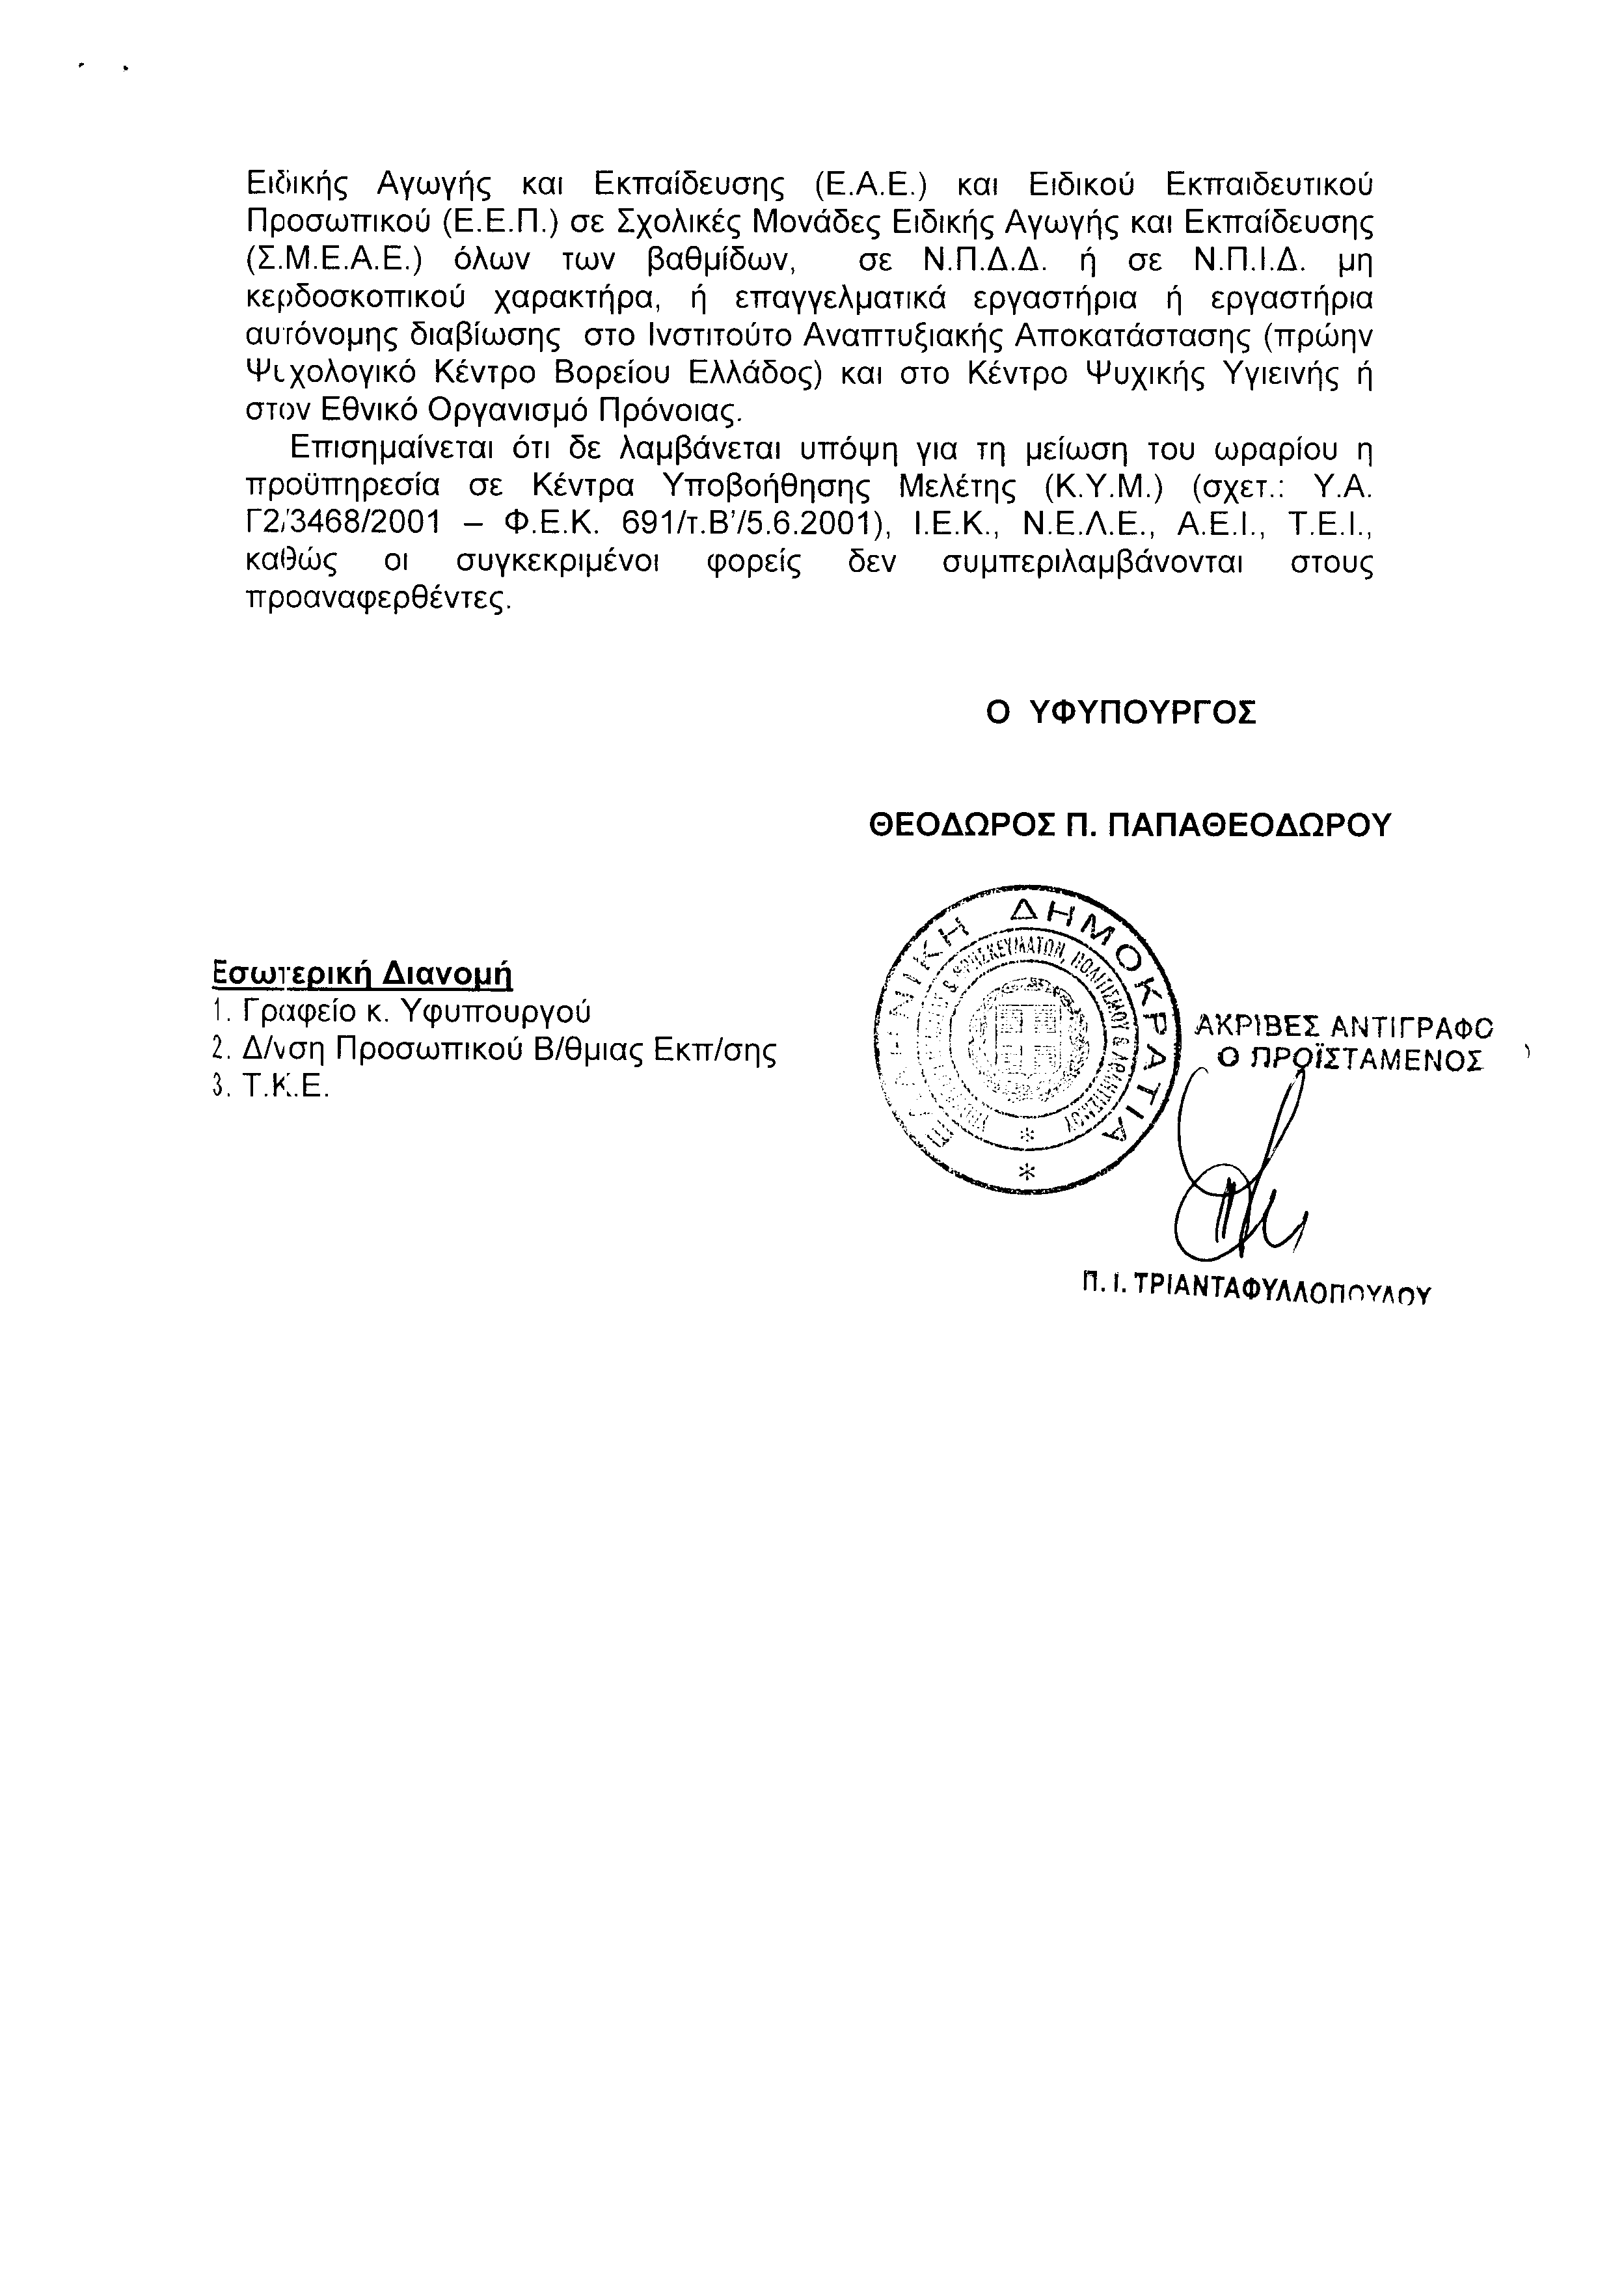 Ειδικής Αγωγής και Εκπαίδευσης (Ε.Α.Ε.) και Ειδικού Εκπαιδευτικού
Προσωπικού (Ε.Ε.Π.) σε Σχολικές Μονάδες Ειδικής Αγωγής και Εκπαίδευσης
(Σ.Μ.Ε.Α.Ε.) όλων των βαθμίδων, σε Ν.Π.Δ.Δ. ή σε Ν.Π.Ι.Δ. μη
κερδοσκοπικού χαρακτήρα, ή επαγγελματικά εργαστήρια ή εργαστήρια
αυτόνομης διαβίωσης στο Ινστιτούτο Αναπτυξιακής Αποκατάστασης (πρώην
Ψυχολογικό Κέντρο Βορείου Ελλάδος) και στο Κέντρο Ψυχικής Υγιεινής ή
στον Εθνικό Οργανισμό Πρόνοιας.
Επισημαίνεται ότι δε λαμβάνεται υπόψη για τη μείωση του ωραρίου η
προϋπηρεσία σε Κέντρα Υποβοήθησης Μελέτης (Κ.Υ.Μ.) (σχετ.: Υ.Α.
Γ2/3468/2001 – Φ.Ε.Κ. 691/τ.Β’/5.6.2001), Ι.Ε.Κ., Ν.Ε.Λ.Ε., Α.Ε.Ι., Τ.Ε.Ι.,
καθώς οι συγκεκριμένοι φορείς δεν συμπεριλαμβάνονται στους
προαναφερθέντες.
Ο ΥΦΥΠΟΥΡΓΟΣ
ΘΕΟΔΩΡΟΣ Π. ΠΑΠΑΘΕΟΔΩΡΟΥ
Εσωτερική Διανομή
1. Γραφείο κ. Υφυπουργού
2. Δ/νση Προσωπικού Β/θμιας Εκπ/σης
3. Τ.Κ.Ε.
ΕΛΛΗΝΙΚΗ ΔΗΜΟΚΡΑΤΙΑ
& ΘΡΗΣΚΕΥΜΑΤΩΝ, ΠΟΛΙΤΙΣΜΟΥ & ΑΘΛΗΤΙΣΜΟΥ
ΑΚΡΙΒΕΣ ΑΝΤΙΓΡΑΦΟ
Ο ΠΡΟΪΣΤΑΜΕΝΟΣ
Π. Ι. ΤΡΙΑΝΤΑΦΥΛΛΟΠΟΥΛΟΥ